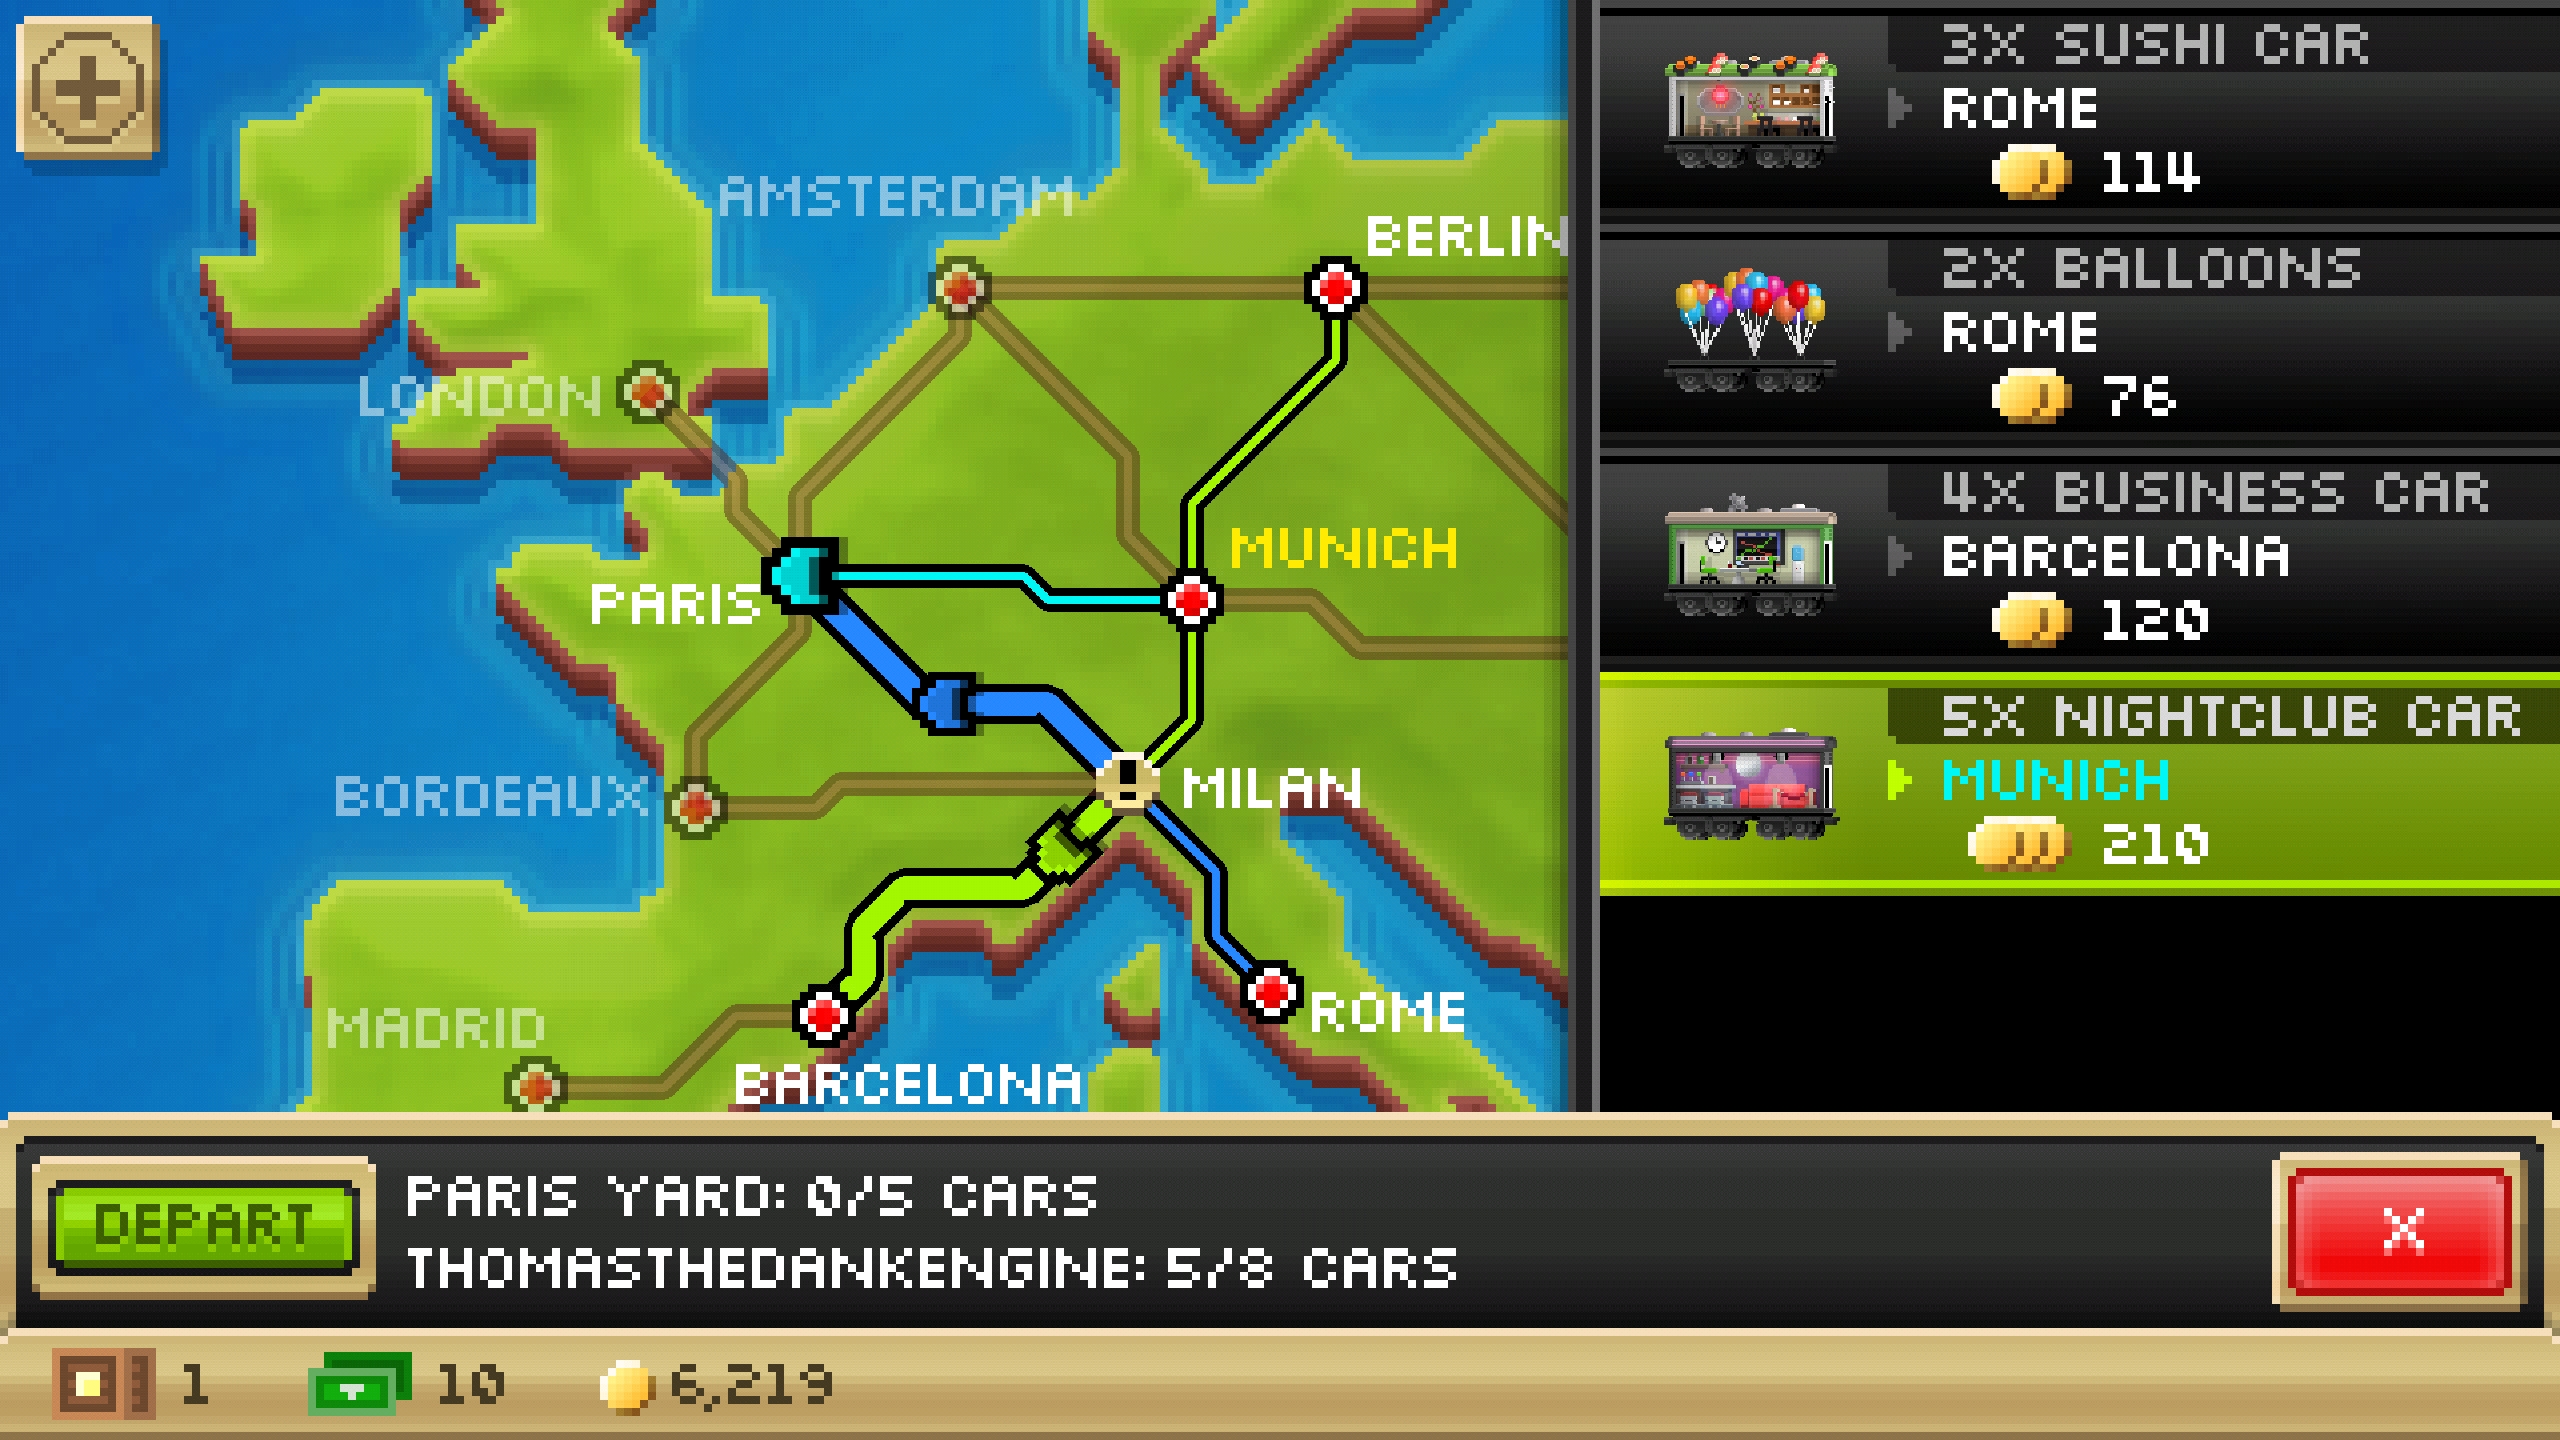 AMSTERDAM
BERLIN
LONDON
MUNICH
PARIS
BORDEAUX
MILAN
MADRID
ROME
BARCELONA
3X SUSHI CAR
ROME
114
2X BALLOONS
ROME
76
4X BUSINESS CAR
BARCELONA
120
5X NIGHTCLUB CAR
MUNICH
210
DEPART
PARIS YARD: 0/5 CARS
THOMASTHEDANKENGINE: 5/8 CARS
X
1
10
6,219